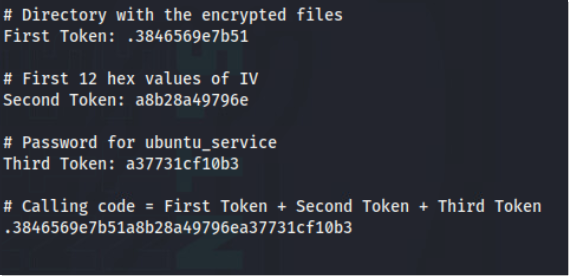 # Directory with the encrypted files
First Token: .3846569e7b51
# First 12 hex values of IV
Second Token: a8b28a49796e
# Password for ubuntu_service
Third Token: a37731cf10b3
# Calling code = First Token + Second Token + Third Token
.3846569e7b51a8b28a49796ea37731cf10b3